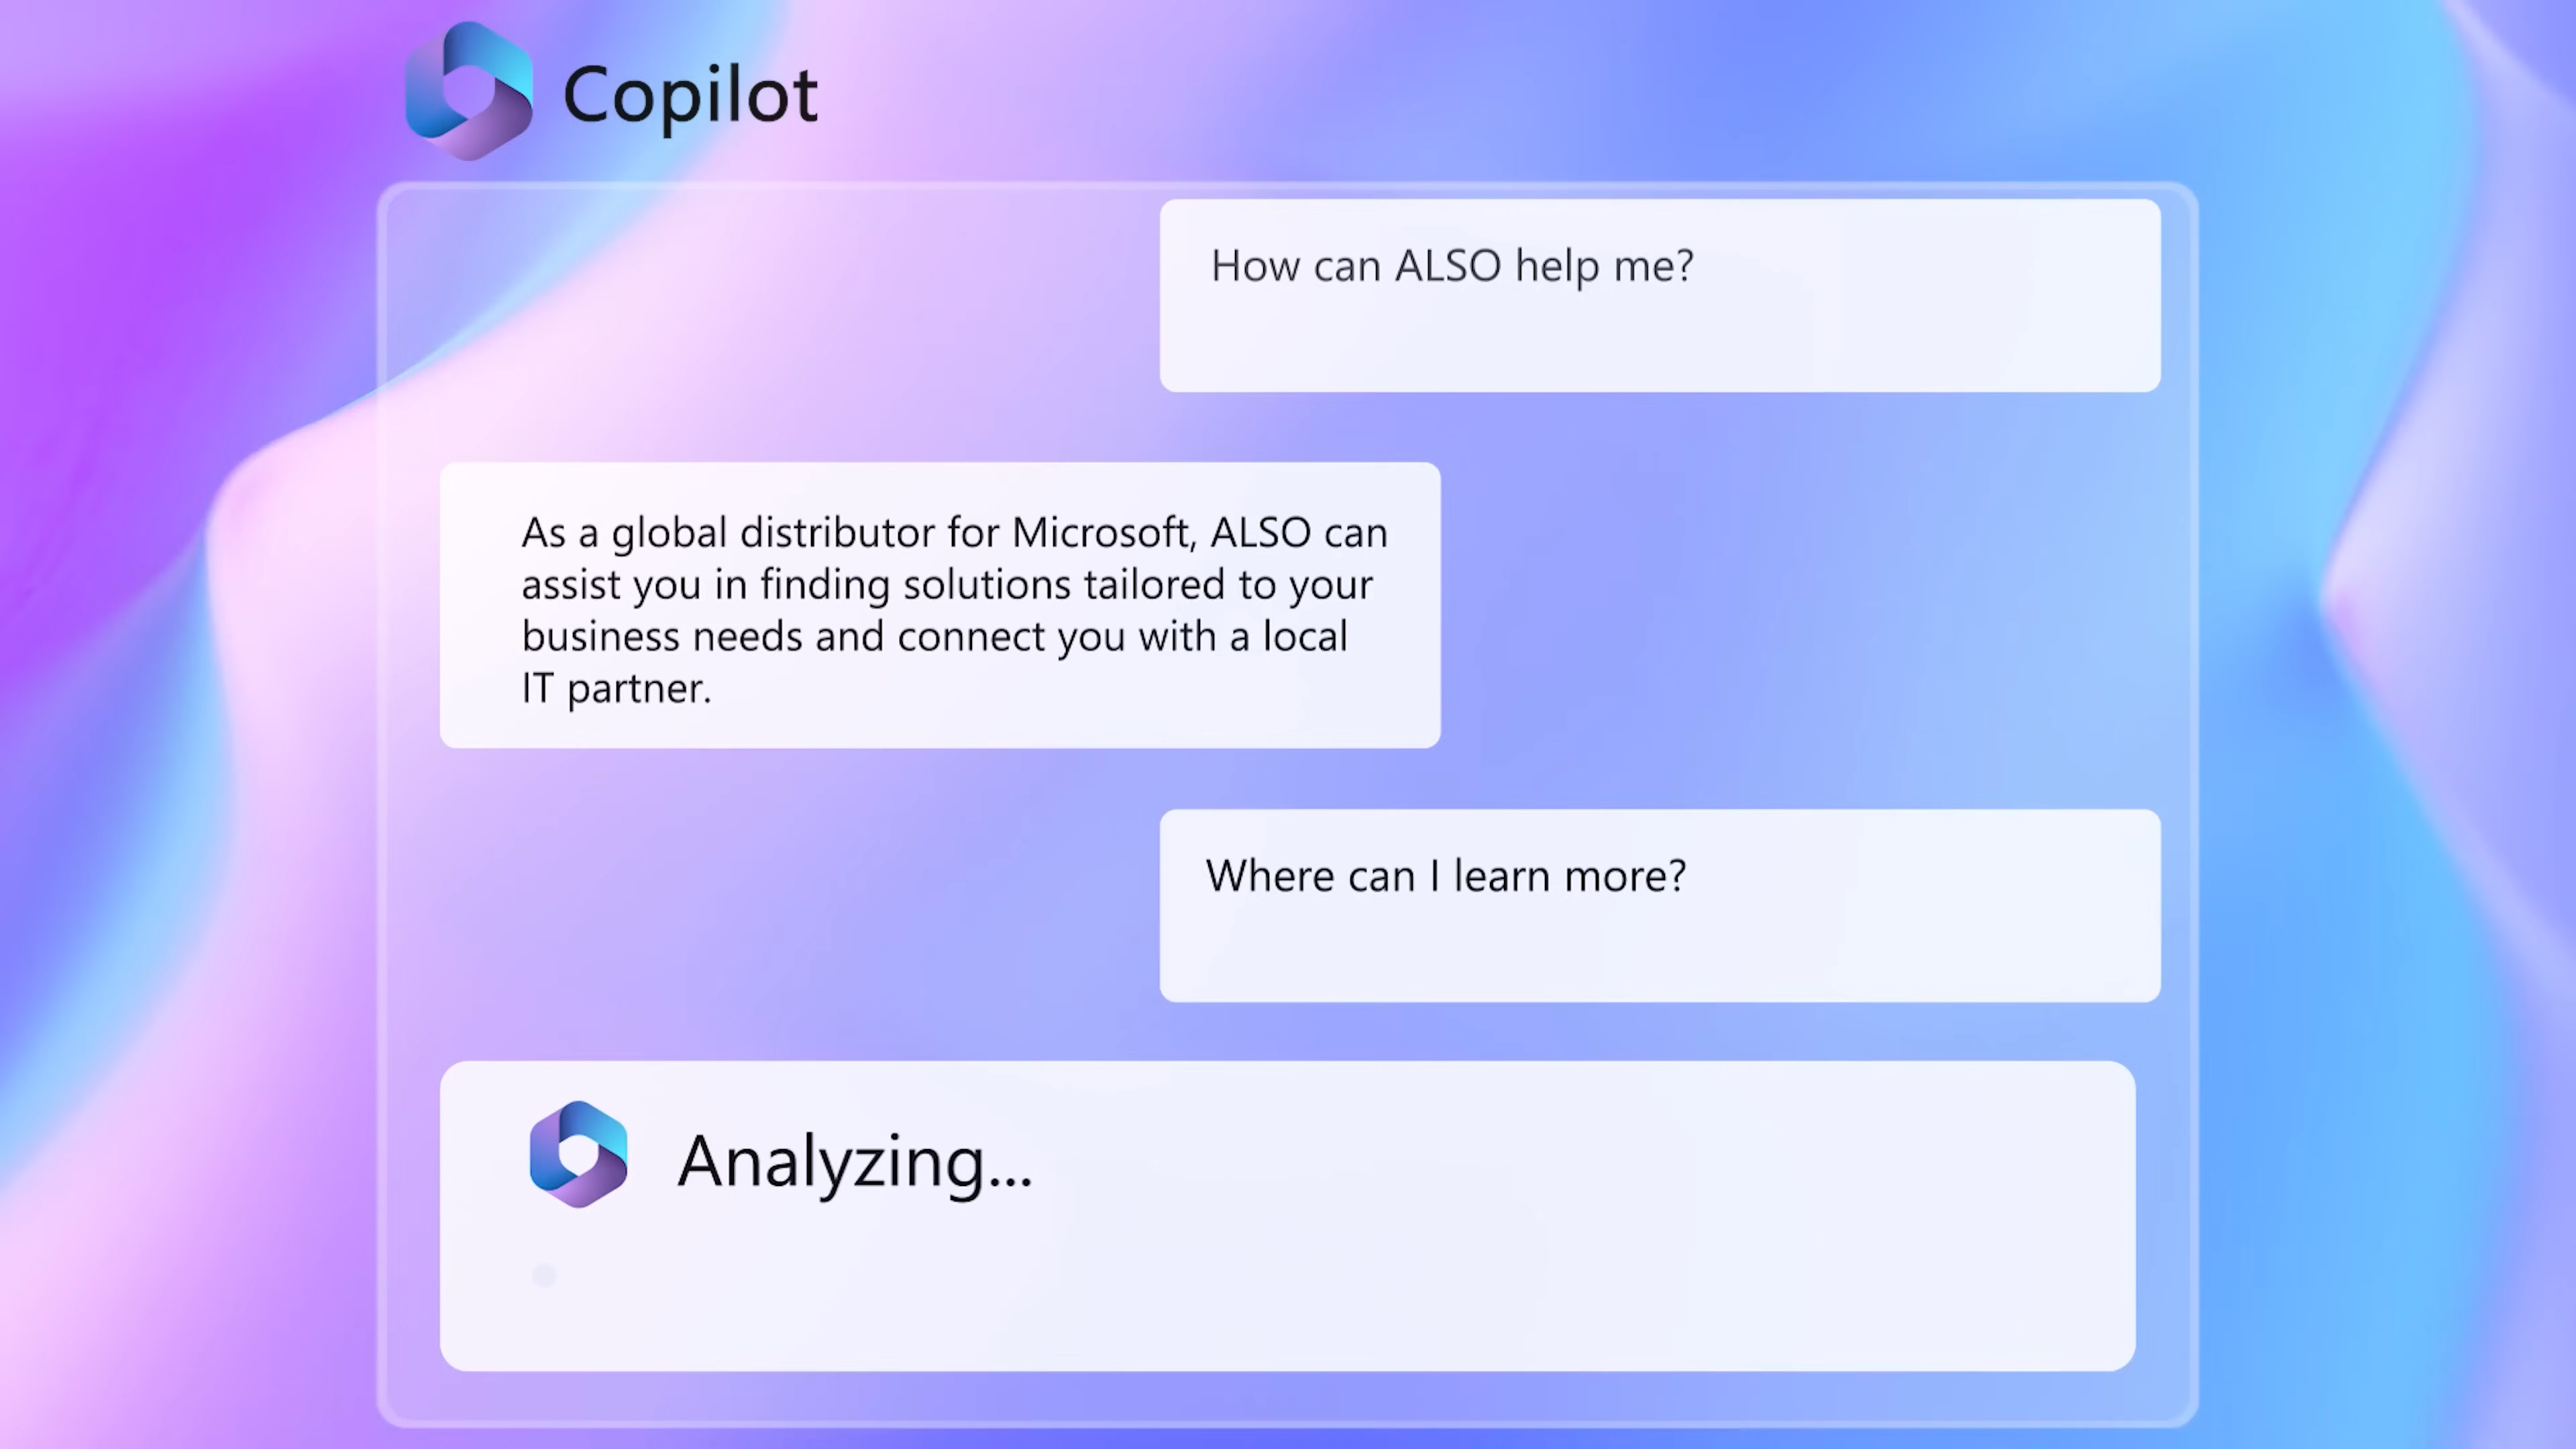 Copilot
How can ALSO help me?
As a global distributor for Microsoft, ALSO can
assist you in finding solutions tailored to your
business needs and connect you with a local
IT partner.
Where can I learn more?
Analyzing...